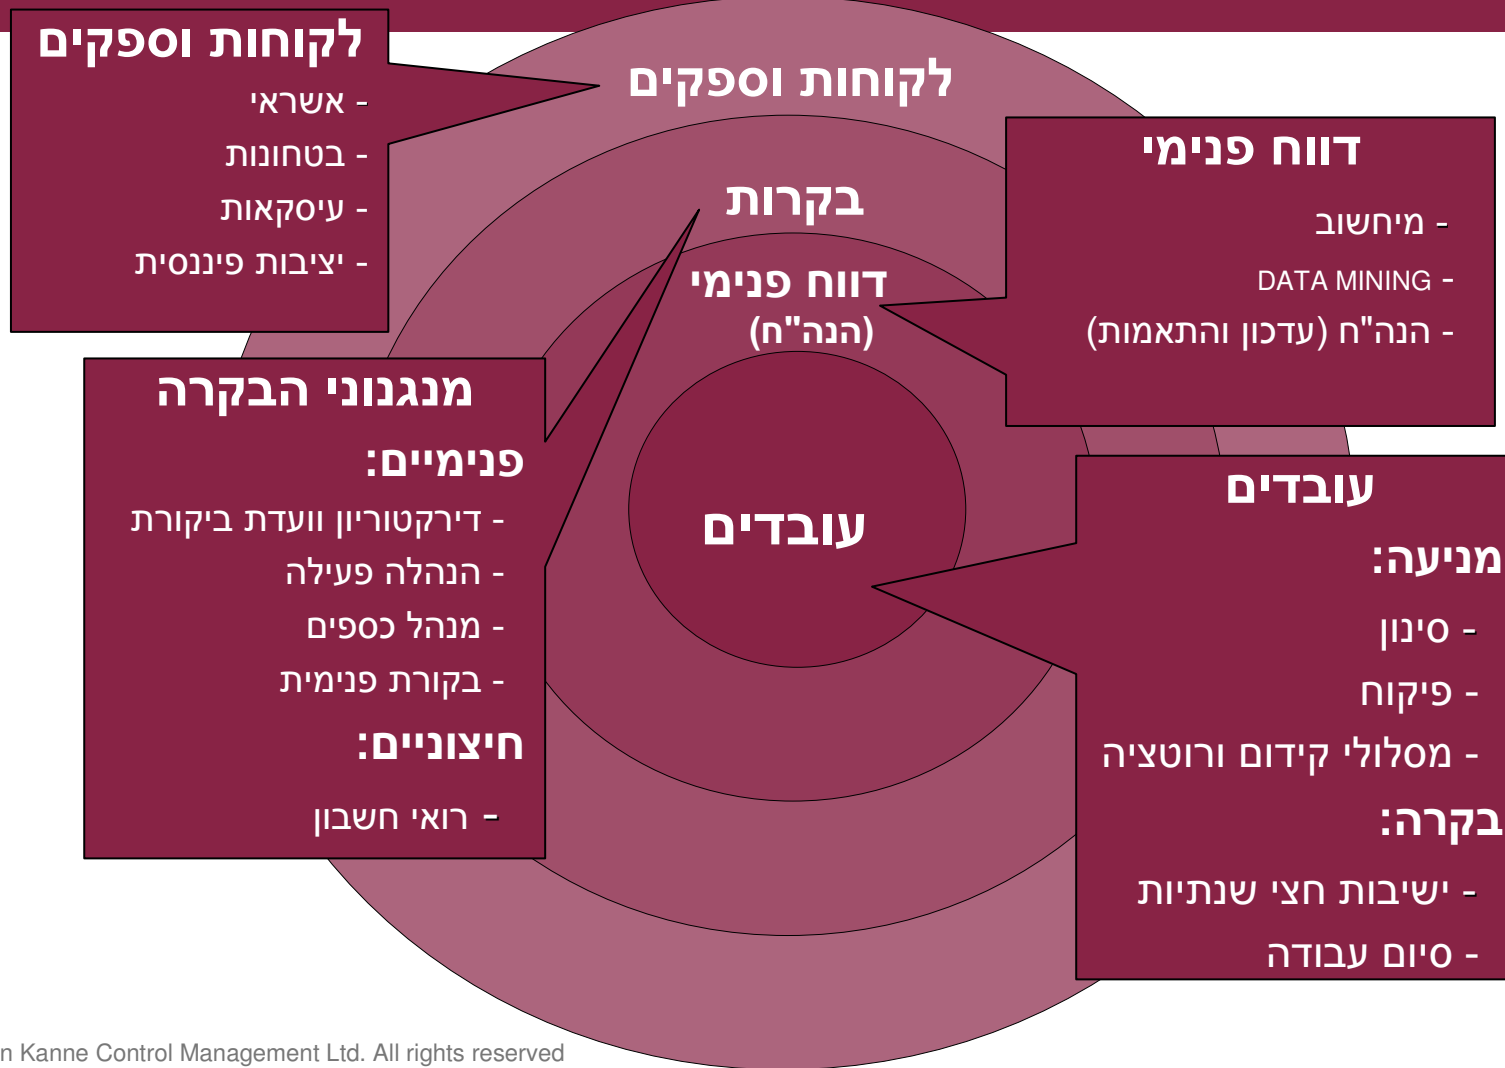 לקוחות וספקים
- אשראי
- בטחונות
- עיסקאות
- יציבות פיננסית
לקוחות וספקים
בקרות
דווח פנימי
(הנה"ח)
עובדים
דווח פנימי
- מיחשוב
- DATA MINING
- הנה"ח (עדכון והתאמות)
מנגנוני הבקרה
פנימיים:
- דירקטוריון וועדת ביקורת
- הנהלה פעילה
- מנהל כספים
- בקורת פנימית
חיצוניים:
- רואי חשבון
עובדים
מניעה:
- סינון
- פיקוח
- מסלולי קידום ורוטציה
בקרה:
- ישיבות חצי שנתיות
- סיום עבודה
n Kanne Control Management Ltd. All rights reserved